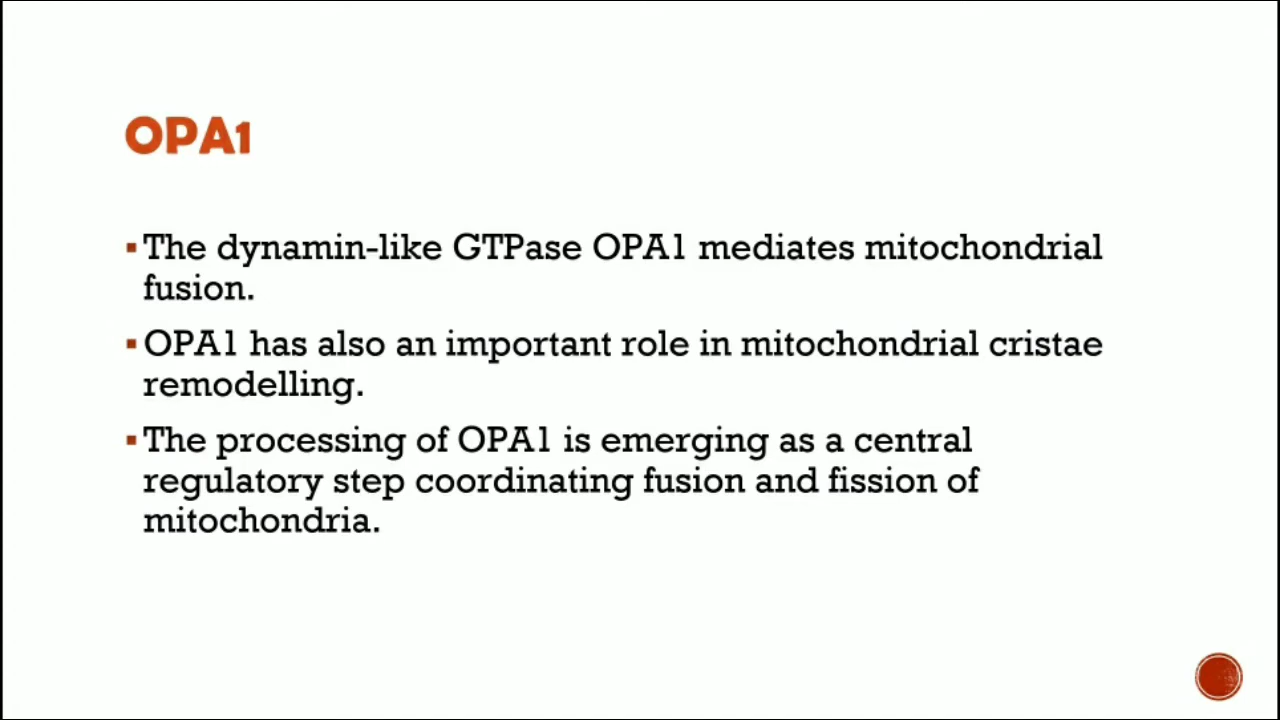 OPA1
▪The dynamin-like GTPase OPA1 mediates mitochondrial
fusion.
▪OPA1 has also an important role in mitochondrial cristae
remodelling.
▪The processing of OPA1 is emerging as a central
regulatory step coordinating fusion and fission of
mitochondria.